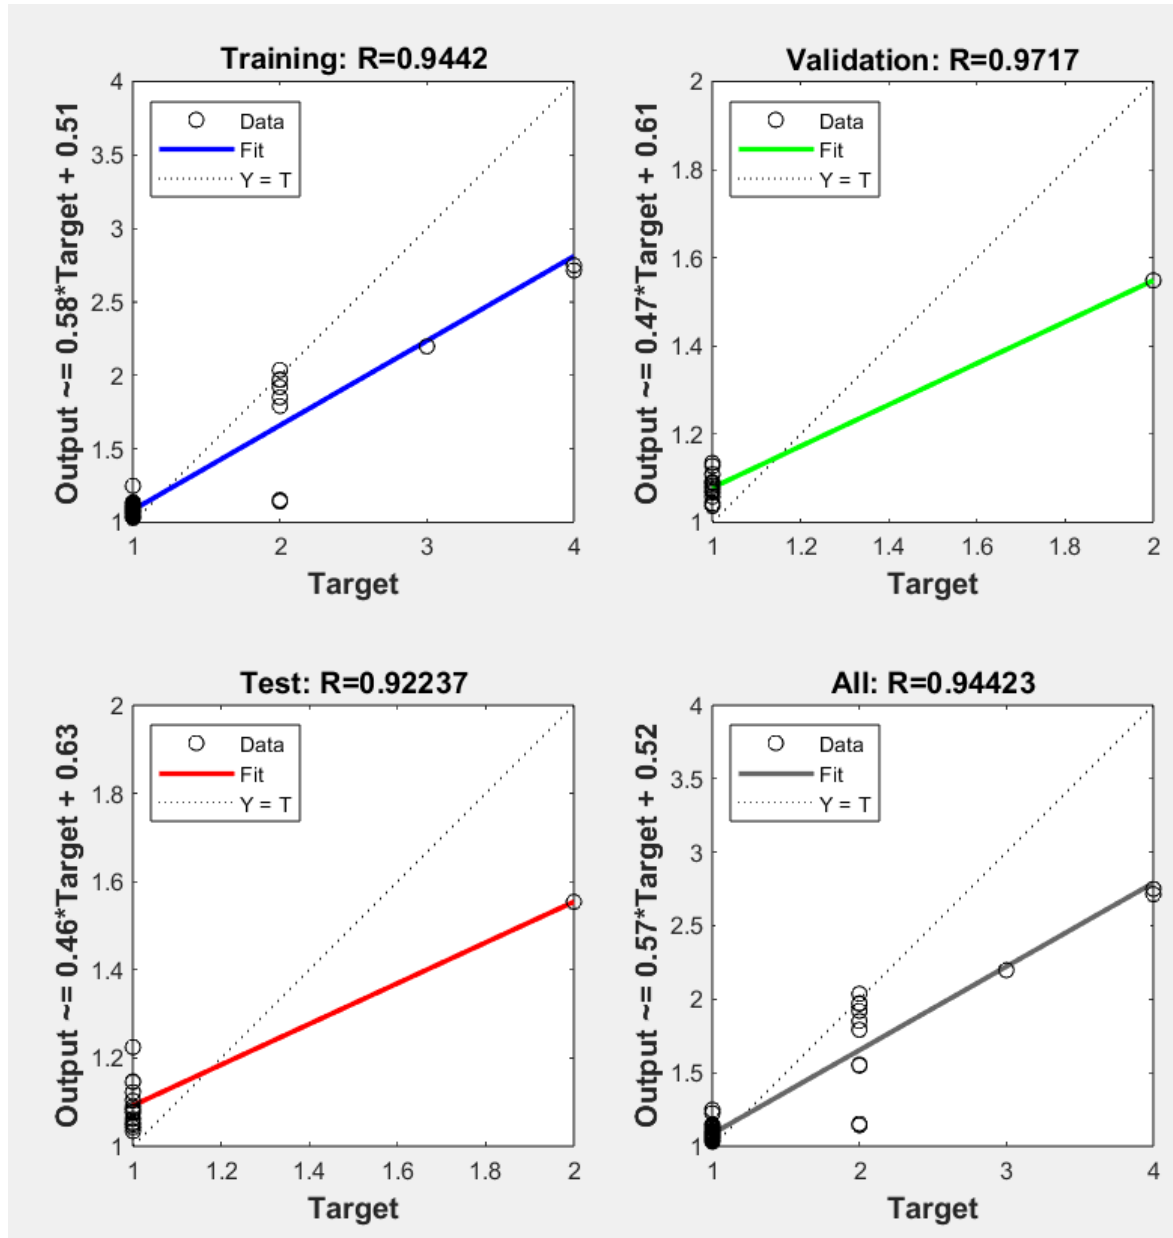 Training: R=0.9442
Output ~= 0.58*Target + 0.51
4
3.5
3
2.5
2
1.5
1
Data
Fit
Y = T
1
2
3
4
Target
Validation: R=0.9717
Output ~= 0.47*Target + 0.61
2
1.8
1.6
1.4
1.2
1
Data
Fit
Y = T
1
1.2
1.4
1.6
1.8
2
Target
Test: R=0.92237
Output ~= 0.46*Target + 0.63
2
1.8
1.6
1.4
1.2
1
Data
Fit
Y = T
1
1.2
1.4
1.6
1.8
2
Target
All: R=0.94423
Output ~= 0.57*Target + 0.52
4
3.5
3
2.5
2
1.5
1
Data
Fit
Y = T
1
2
3
4
Target